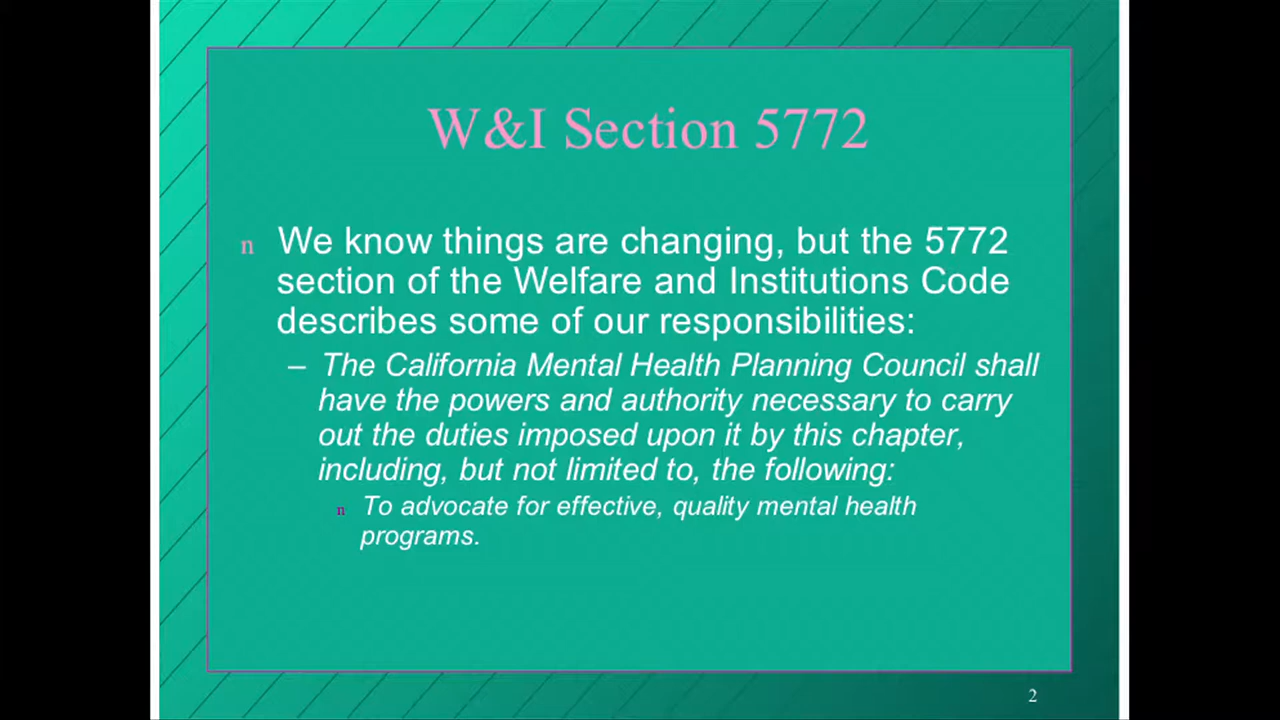 W&I Section 5772
n We know things are changing, but the 5772
section of the Welfare and Institutions Code
describes some of our responsibilities:
– The California Mental Health Planning Council shall
have the powers and authority necessary to carry
out the duties imposed upon it by this chapter,
including, but not limited to, the following:
n To advocate for effective, quality mental health
programs.
2